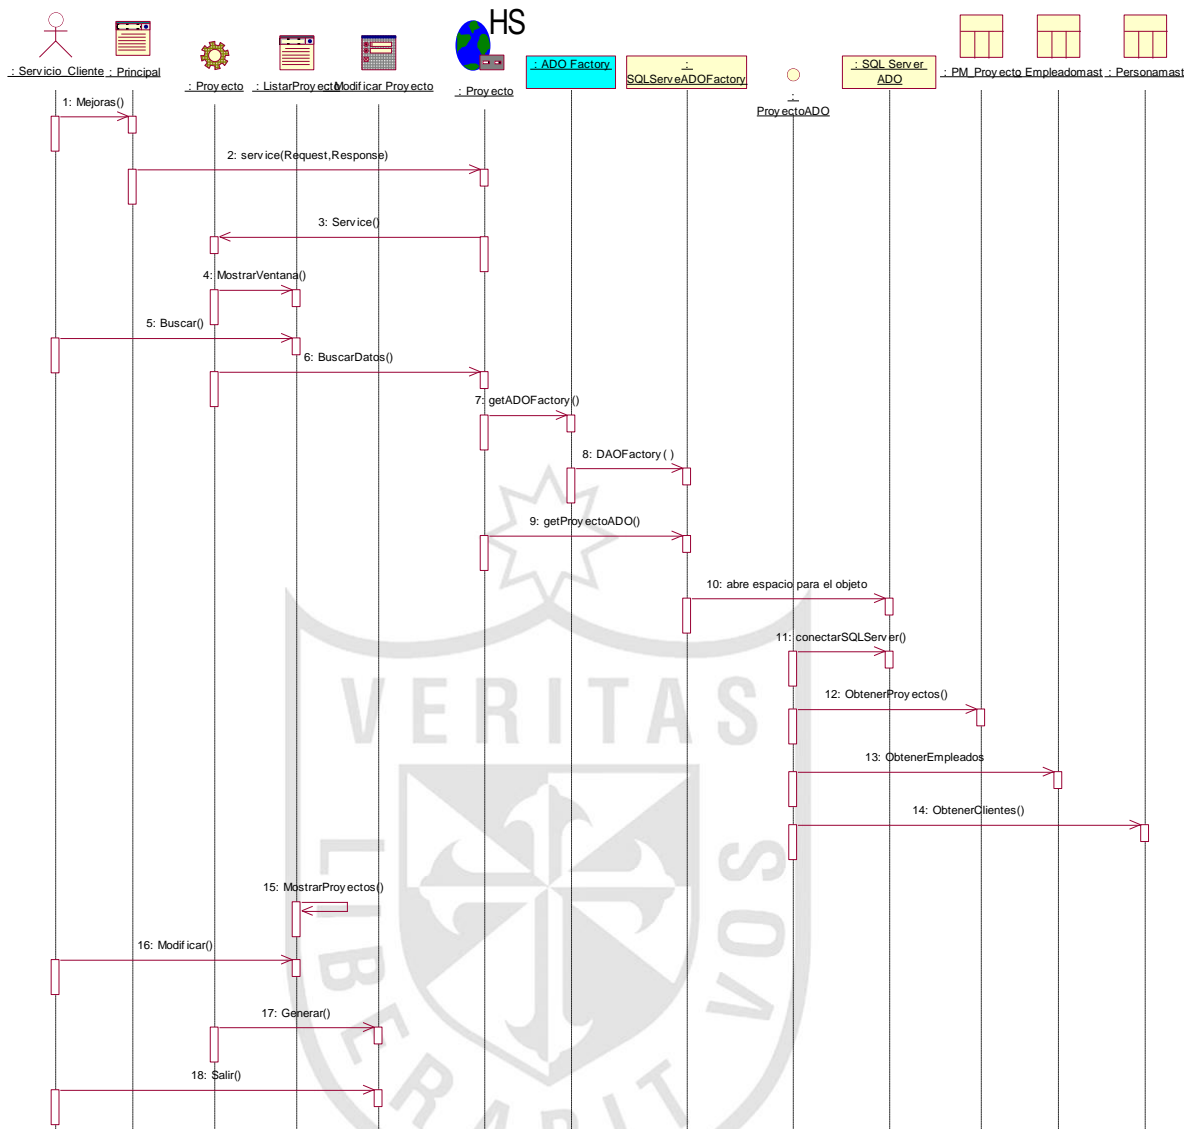 HS
: Servicio_Cliente
: Principal
: Proyecto
: ListarProyecto
: Modificar Proyecto
: Proyecto
: ADO Factory
:
SQLServeADOFactory
:
ProyectoADO
: SQL Server
ADO
: PM_Proyecto
: Empleadomast
: Personamast
1: Mejoras()
2: service(Request,Response)
3: Service()
4: MostrarVentana()
5: Buscar()
6: BuscarDatos()
7: getADOFactory()
8: DAOFactory ( )
9: getProyectoADO()
10: abre espacio para el objeto
11: conectarSQLServer()
12: ObtenerProyectos()
13: ObtenerEmpleados
14: ObtenerClientes()
15: MostrarProyectos()
16: Modificar()
17: Generar()
18: Salir()
VERITAS
LIBERABIT
VOS